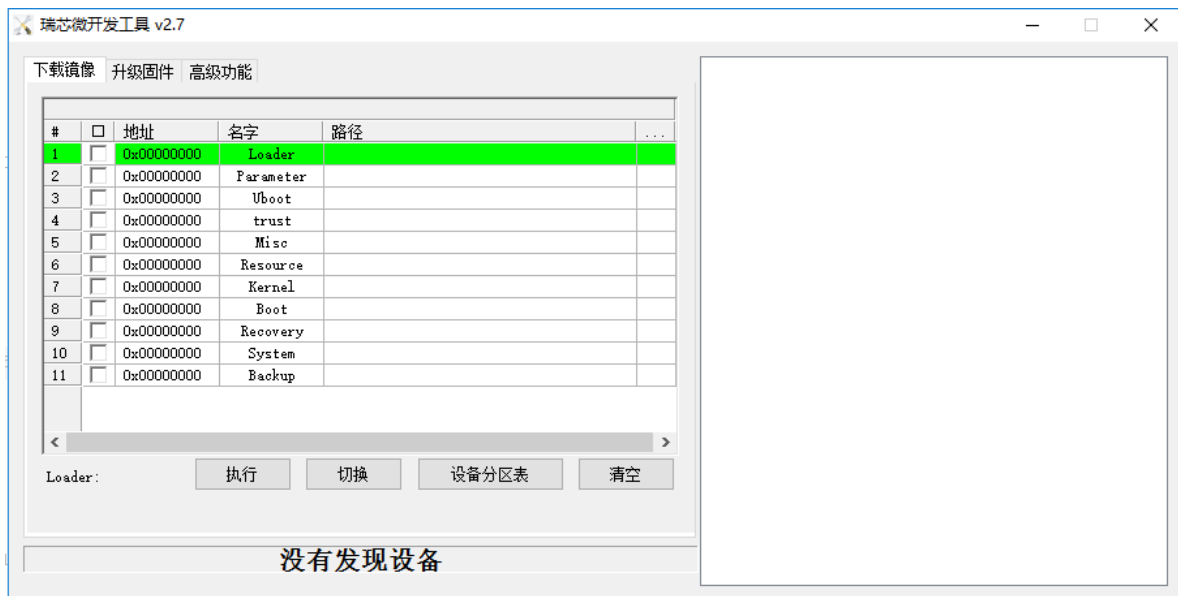 瑞芯微开发工具 v2.7
下载镜像 升级固件 高级功能
# 地址 名字 路径 ...
1 0x00000000 Loader
2 0x00000000 Parameter
3 0x00000000 Uboot
4 0x00000000 trust
5 0x00000000 Misc
6 0x00000000 Resource
7 0x00000000 Kernel
8 0x00000000 Boot
9 0x00000000 Recovery
10 0x00000000 System
11 0x00000000 Backup
Loader: 执行 切换 设备分区表 清空
没有发现设备